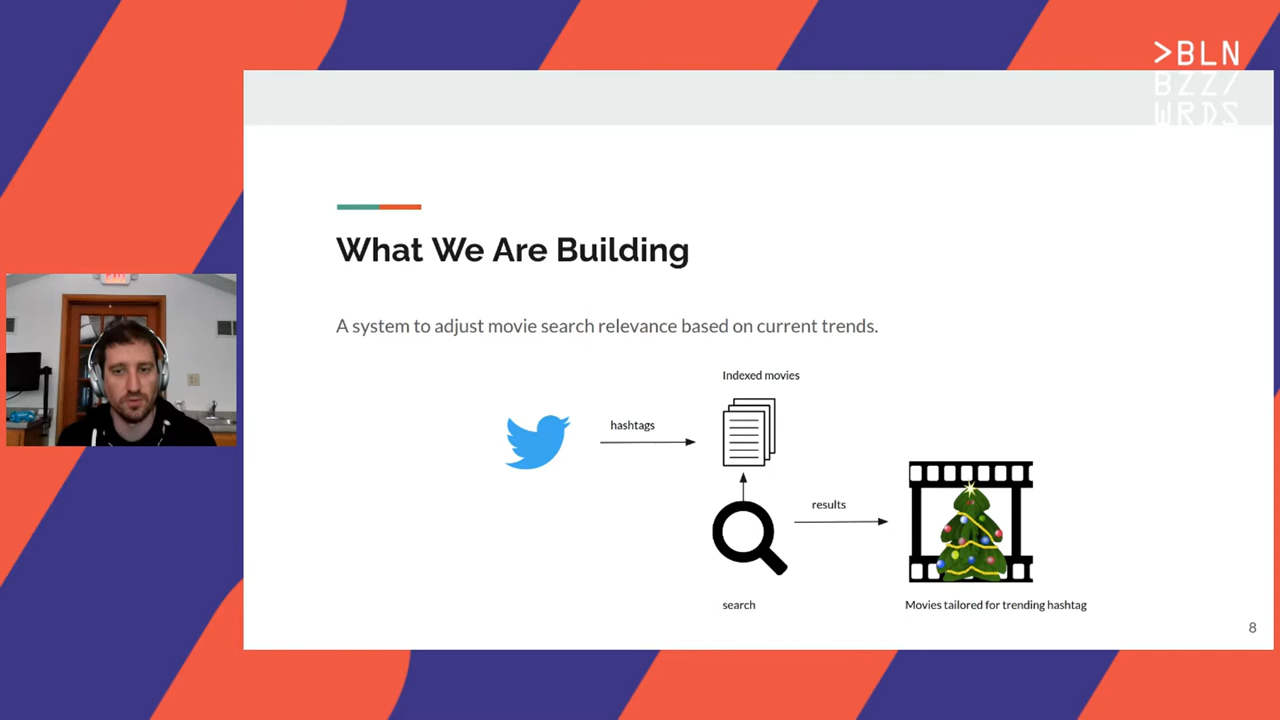 >BLN
BZZ/
WRDS
What We Are Building
A system to adjust movie search relevance based on current trends.
Indexed movies
hashtags
results
search
Movies tailored for trending hashtag
8